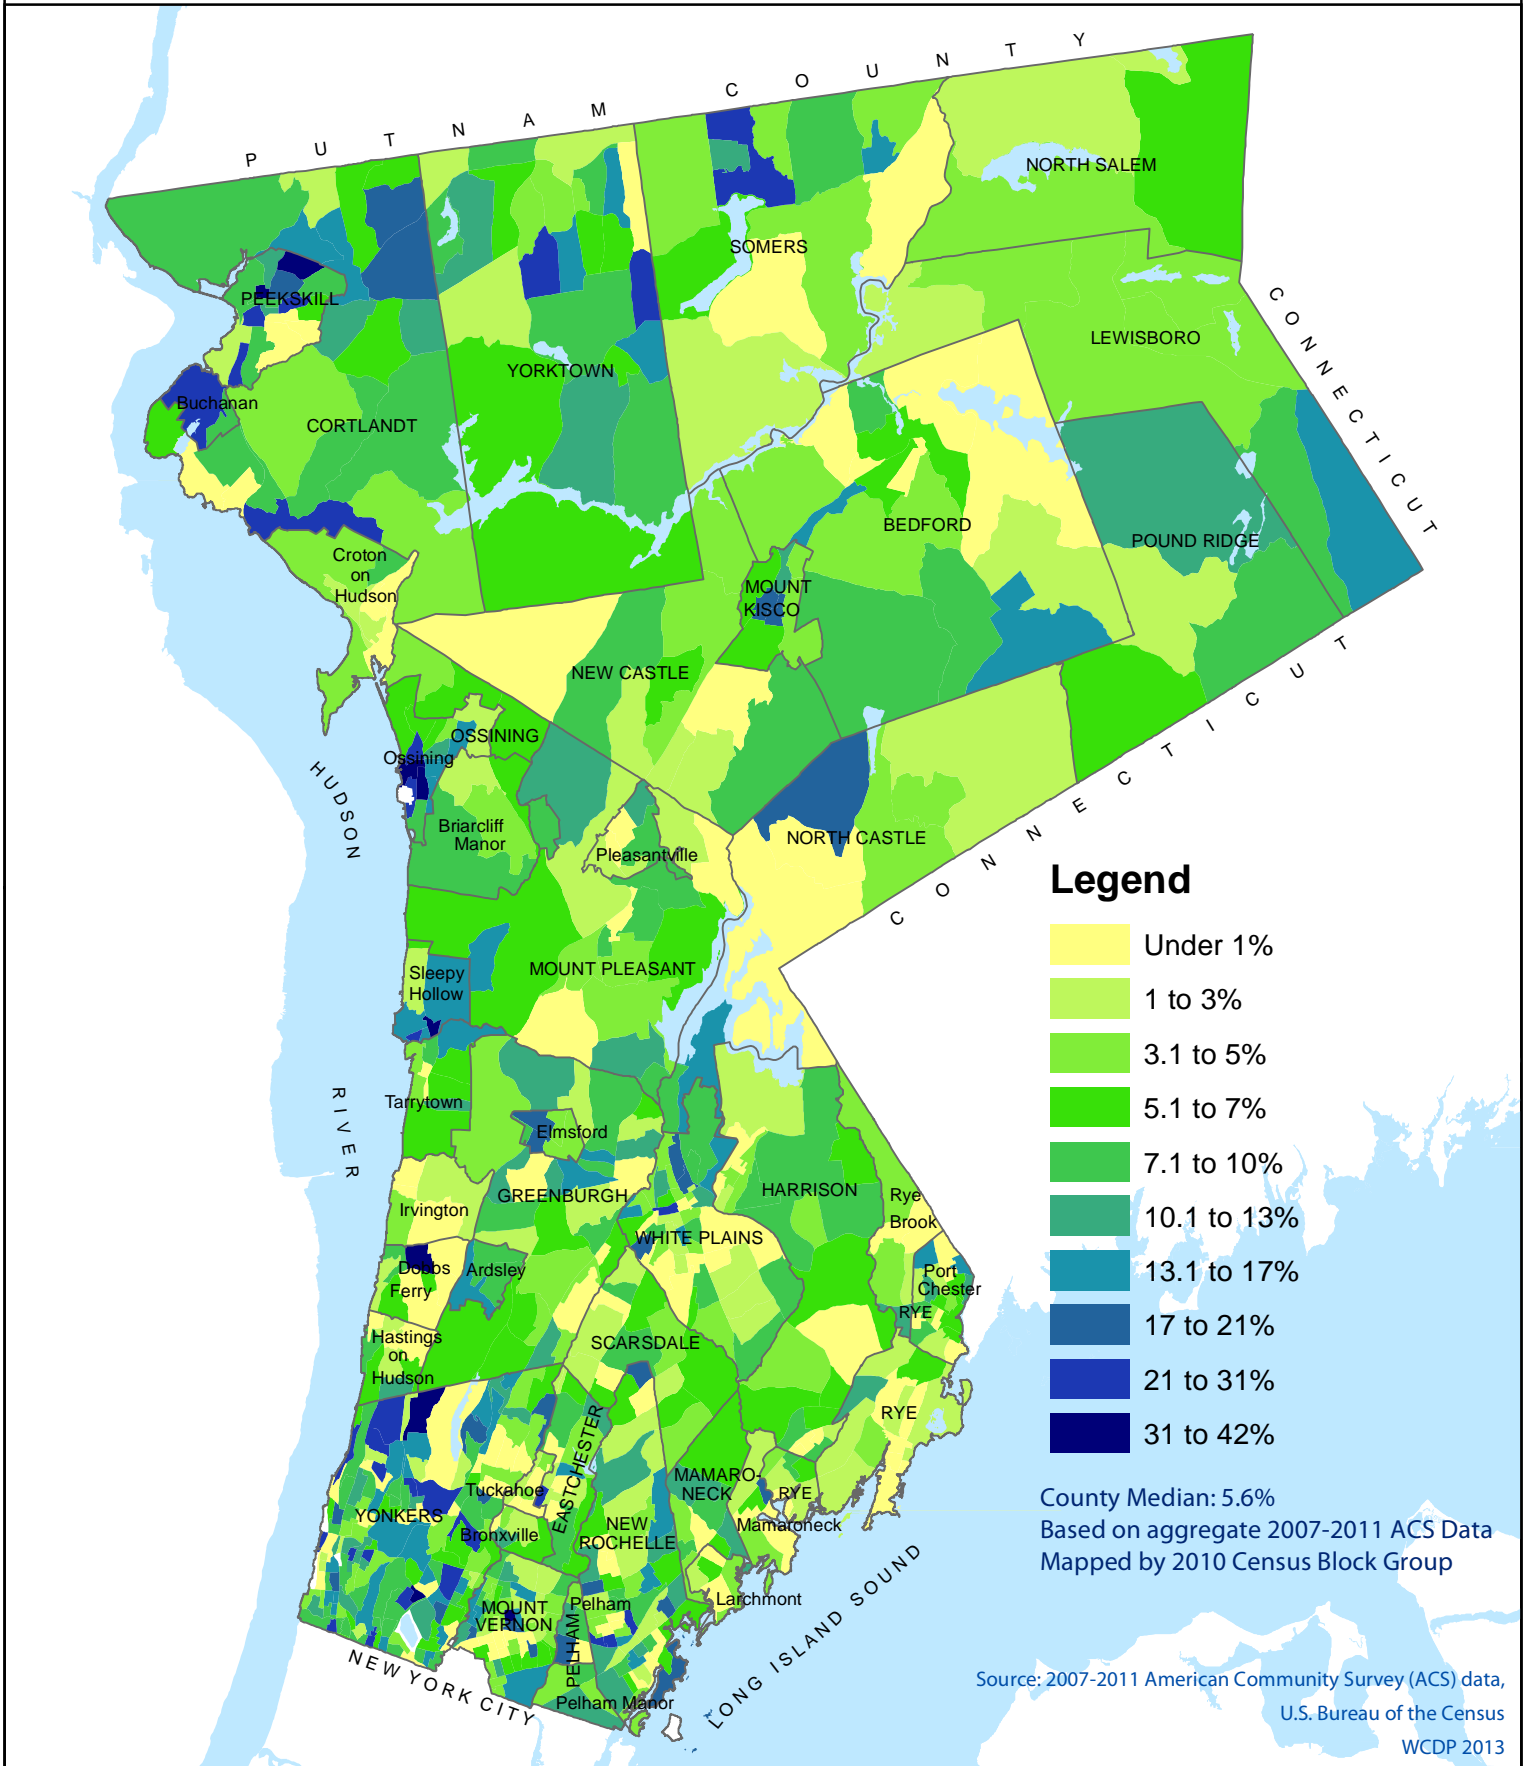 PUTNAM COUNTY
NORTH SALEM
SOMERS
PEEKSKILL
CONNECTICUT
LEWISBORO
YORKTOWN
Buchanan
CORTLANDT
BEDFORD
POUND RIDGE
Croton
on
Hudson
MOUNT
KISCO
NEW CASTLE
CONNECTICUT
OSSINING
Ossining
HUDSON
Briarcliff
Manor
NORTH CASTLE
Pleasantville
Legend
Under 1%
1 to 3%
3.1 to 5%
5.1 to 7%
7.1 to 10%
10.1 to 13%
13.1 to 17%
17 to 21%
21 to 31%
31 to 42%
MOUNT PLEASANT
Sleepy
Hollow
RIVER
Tarrytown
Elmsford
HARRISON
GREENBURGH
Rye
Brook
Irvington
WHITE PLAINS
Dobbs
Ferry
Ardsley
Port
Chester
RYE
SCARSDALE
Hastings
on
Hudson
RYE
EASTCHESTER
MAMARO-
NECK
RYE
Tuckahoe
YONKERS
Bronxville
NEW
ROCHELLE
Mamaroneck
County Median: 5.6%
Based on aggregate 2007-2011 ACS Data
Mapped by 2010 Census Block Group
MOUNT
VERNON
Pelham
PELHAM
Larchmont
LONG ISLAND SOUND
NEW YORK CITY
Pelham Manor
Source: 2007-2011 American Community Survey (ACS) data,
U.S. Bureau of the Census
WCDP 2013